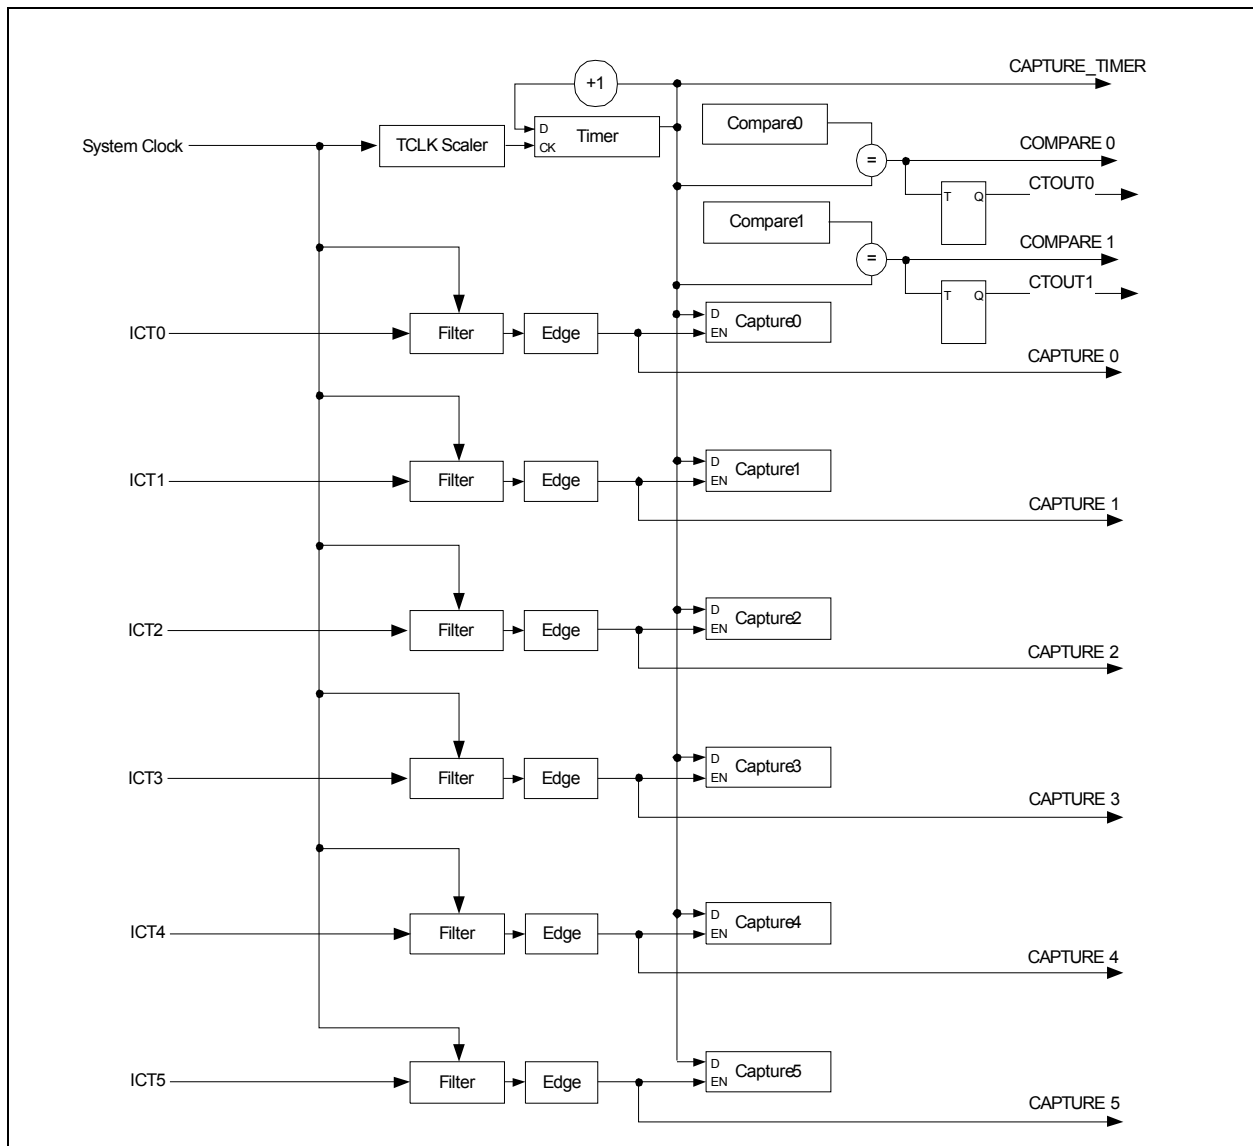 +1
CAPTURE_TIMER
Compare0
D
Timer
System Clock
TCLK Scaler
CK
COMPARE 0
=
CTOUT0
T Q
Compare1
COMPARE 1
=
CTOUT1
T Q
D
Capture0
ICT0
Filter
Edge
EN
CAPTURE 0
D
Capture1
ICT1
Filter
Edge
EN
CAPTURE 1
D
Capture2
ICT2
Filter
Edge
EN
CAPTURE 2
D
Capture3
ICT3
Filter
Edge
EN
CAPTURE 3
D
Capture4
ICT4
Filter
Edge
EN
CAPTURE 4
D
Capture5
ICT5
Filter
Edge
EN
CAPTURE 5